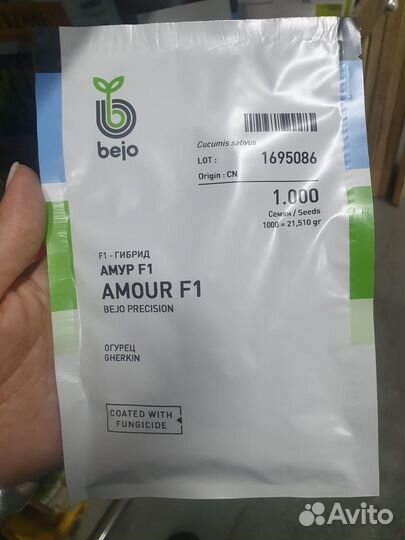 bejo
Cucumis sativus
LOT : 1695086
Origin : CN
1.000
Семян / Seeds
1000 = 21,510 gr
F1 - ГИБРИД
АМУР F1
AMOUR F1
BEJO PRECISION
ОГУРЕЦ
GHERKIN
COATED WITH
FUNGICIDE
Avito